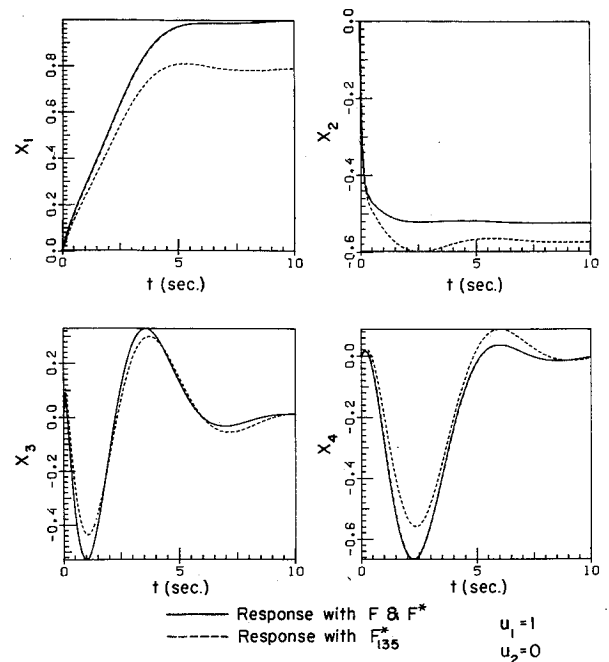 0.0 0.2 0.4 0.6 0.8
X₁
0 5 10
t (sec.)
0.0 -0.2 -0.4 -0.6
X₂
0 5 10
t (sec.)
0.2 0.0 -0.2 -0.4
X₃
0 5 10
t (sec.)
0.0 -0.2 -0.4 -0.6
X₄
0 5 10
t (sec.)
Response with F & F*
Response with F*₁₃₅
u₁=1
u₂=0